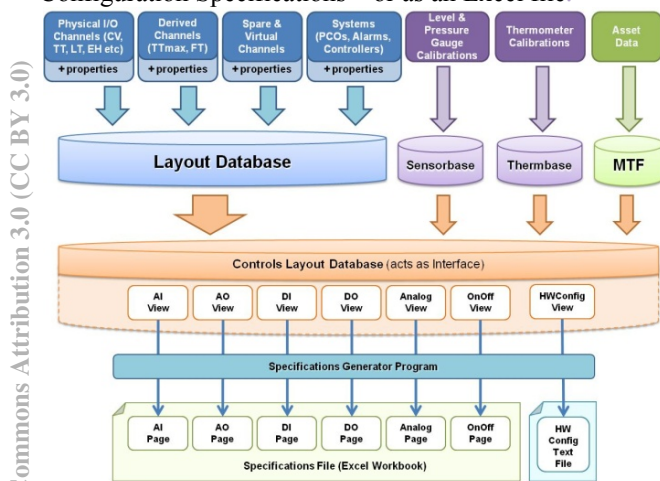 Configuration Specifications – or as an Excel file)
Physical I/O
Channels (CV,
TT, LT, EH etc)
+properties
Derived
Channels
(TTmax, FT)
+properties
Spare &
Virtual
Channels
+properties
Systems
(PCOs, Alarms,
Controllers)
+properties
Level &
Pressure
Gauge
Calibrations
Thermometer
Calibrations
Asset
Data
Layout Database
Sensorbase
Thermbase
MTF
Controls Layout Database (acts as Interface)
AI
View
AO
View
DI
View
DO
View
Analog
View
OnOff
View
HWConfig
View
Specifications Generator Program
AI
Page
AO
Page
DI
Page
DO
Page
Analog
Page
OnOff
Page
HW
Config
Text
File
Specifications File (Excel Workbook)
Commons Attribution 3.0 (CC BY 3.0)